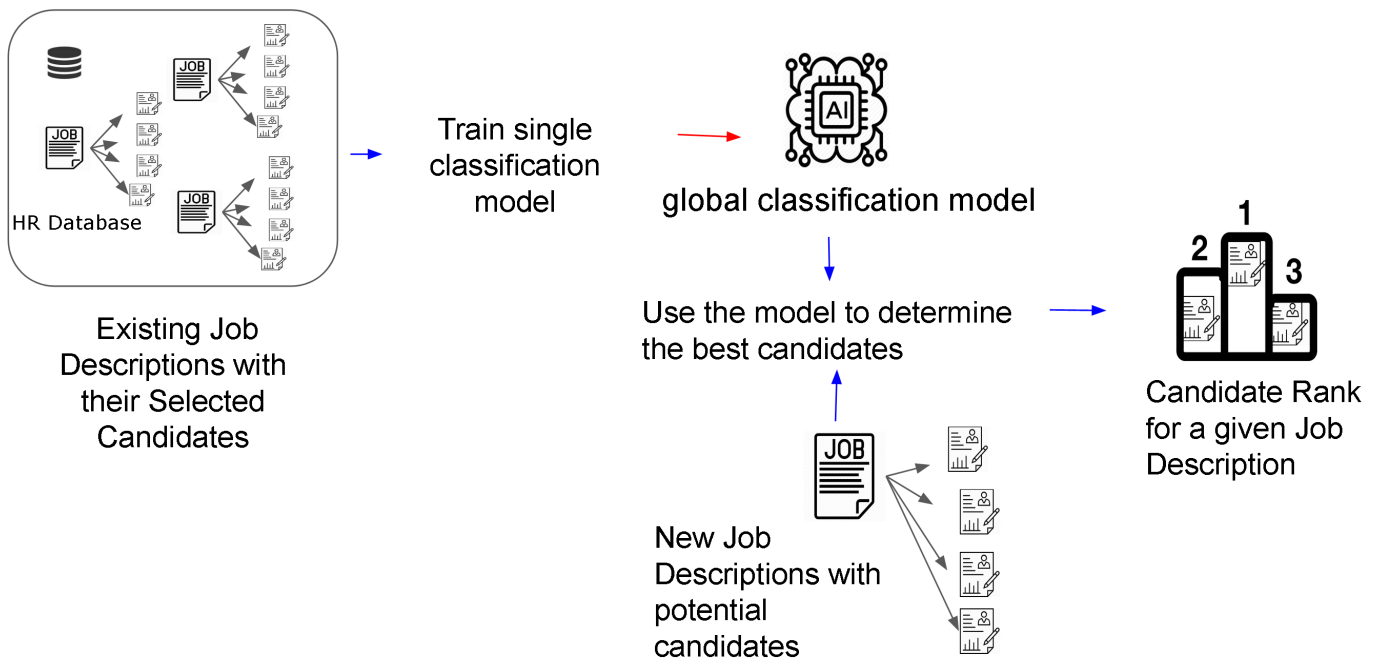 JOB
JOB
JOB
HR Database
Existing Job
Descriptions with
their Selected
Candidates
Train single
classification
model
AI
global classification model
Use the model to determine
the best candidates
JOB
New Job
Descriptions with
potential
candidates
1
2
3
Candidate Rank
for a given Job
Description